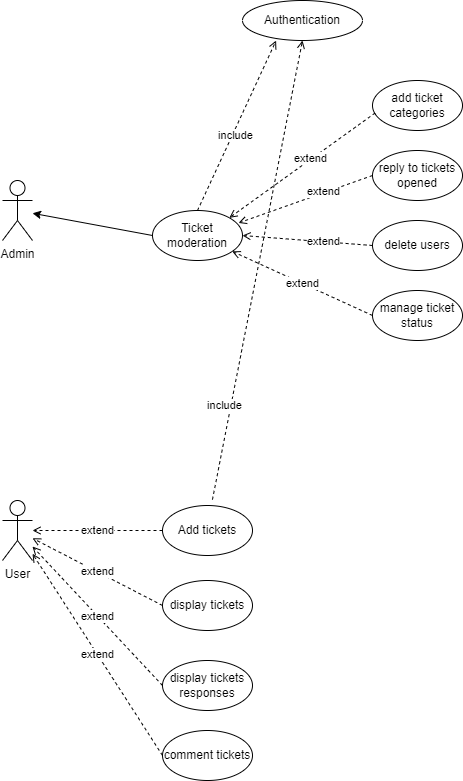 Authentication
include
add ticket
categories
extend
reply to tickets
opened
extend
Admin
Ticket
moderation
extend
delete users
extend
manage ticket
status
include
User
extend
Add tickets
extend
display tickets
extend
display tickets
responses
extend
comment tickets